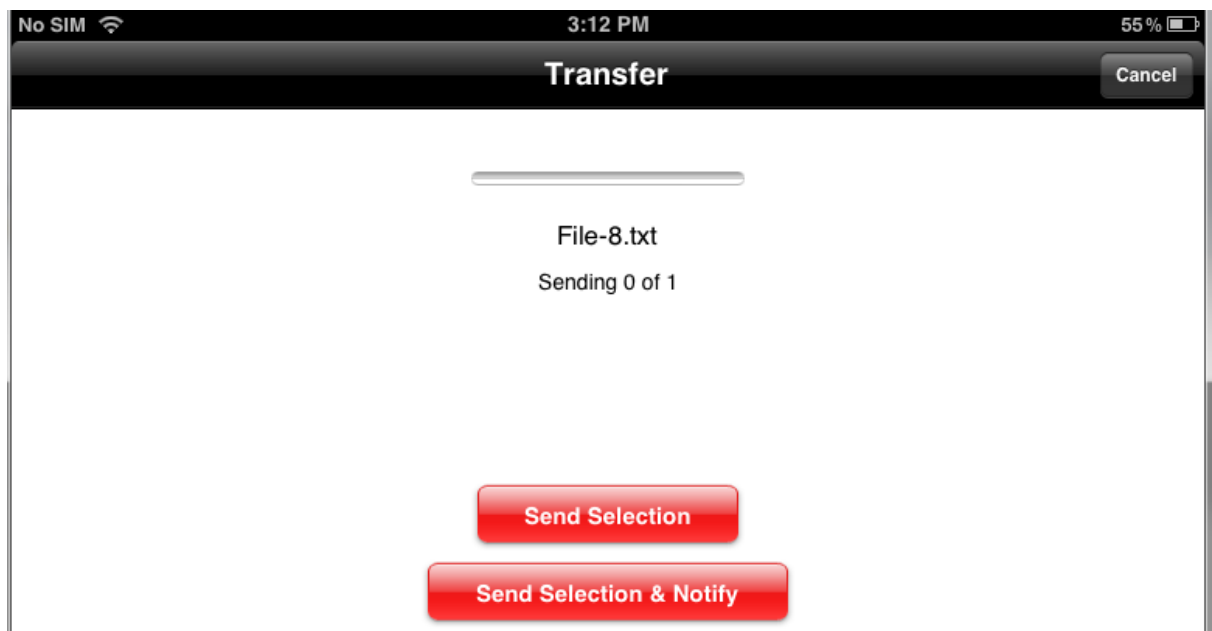 No SIM 3:12 PM 55%
Transfer Cancel
File-8.txt
Sending 0 of 1
Send Selection
Send Selection & Notify